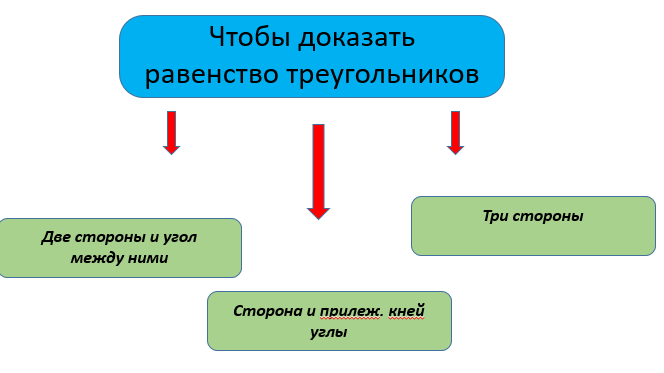 Чтобы доказать
равенство треугольников
Две стороны и угол
между ними
Сторона и прилеж. кней
углы
Три стороны